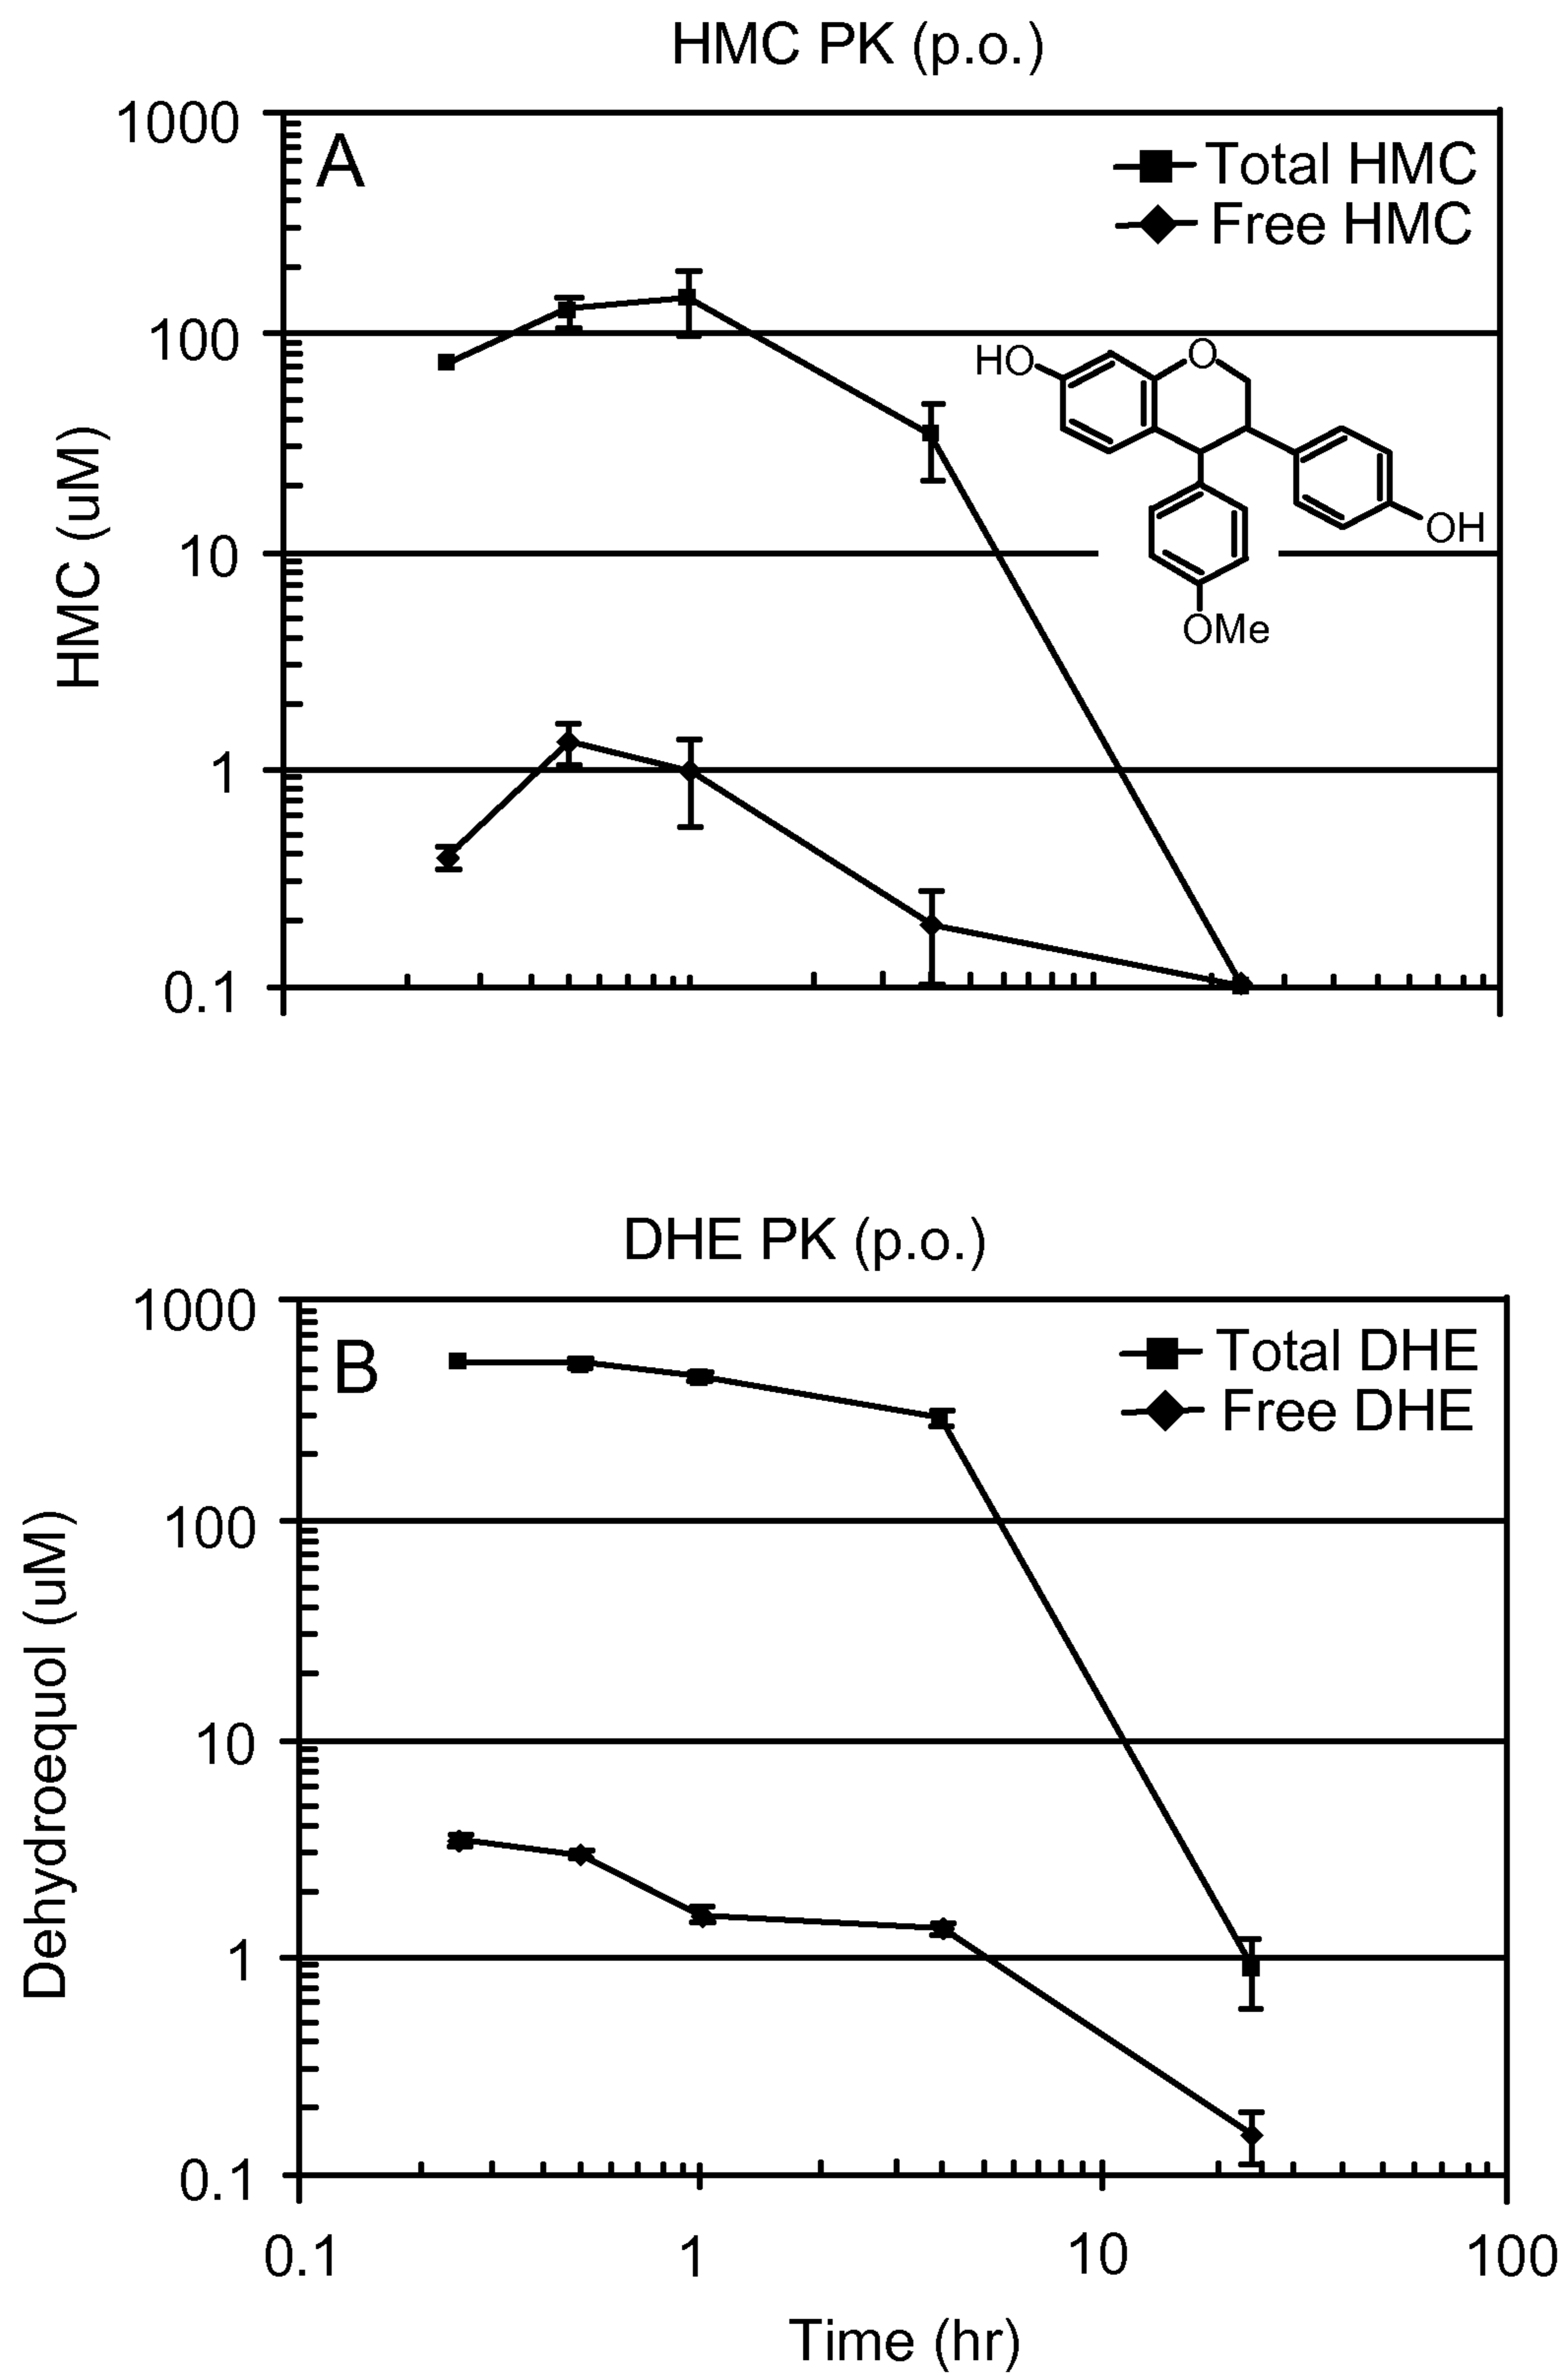 HMC PK (p.o.)
1000
A
Total HMC
Free HMC
100
10
1
0.1
HMC (uM)
HO
O
OH
OMe
DHE PK (p.o.)
1000
B
Total DHE
Free DHE
100
10
1
0.1
Dehydroequol (uM)
0.1 1 10 100
Time (hr)